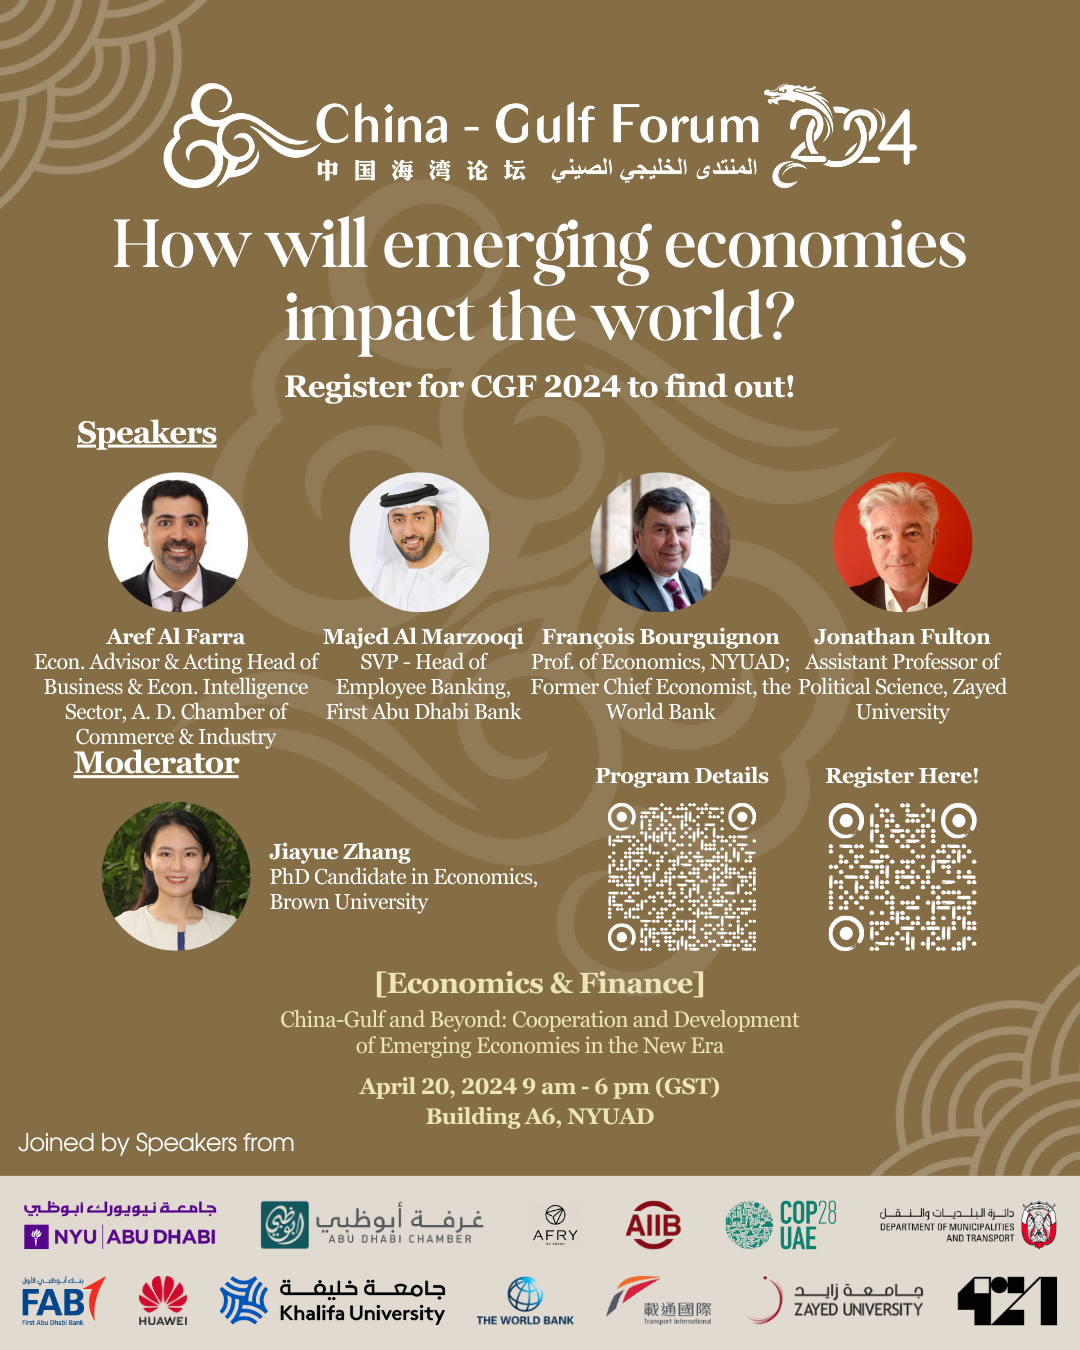 China - Gulf Forum 2024
中国海湾论坛 المنتدى الخليجي الصيني
How will emerging economies
impact the world?
Register for CGF 2024 to find out!
Speakers
Aref Al Farra
Econ. Advisor & Acting Head of
Business & Econ. Intelligence
Sector, A. D. Chamber of
Commerce & Industry
Majed Al Marzooqi
SVP - Head of
Employee Banking,
First Abu Dhabi Bank
François Bourguignon
Prof. of Economics, NYUAD;
Former Chief Economist, the
World Bank
Jonathan Fulton
Assistant Professor of
Political Science, Zayed
University
Moderator
Jiayue Zhang
PhD Candidate in Economics,
Brown University
Program Details
Register Here!
[Economics & Finance]
China-Gulf and Beyond: Cooperation and Development
of Emerging Economies in the New Era
April 20, 2024 9 am - 6 pm (GST)
Building A6, NYUAD
Joined by Speakers from
جامعة نيويورك أبوظبي
NYU ABU DHABI
غرفة أبوظبي
ABU DHABI CHAMBER
AFRY
AIIB
COP28
UAE
دائرة البلديات والنقل
DEPARTMENT OF MUNICIPALITIES
AND TRANSPORT
بنك أبوظبي الأول
FAB
First Abu Dhabi Bank
HUAWEI
جامعة خليفة
Khalifa University
THE WORLD BANK
載通國際
Transport International
جامعة زايد
ZAYED UNIVERSITY
421